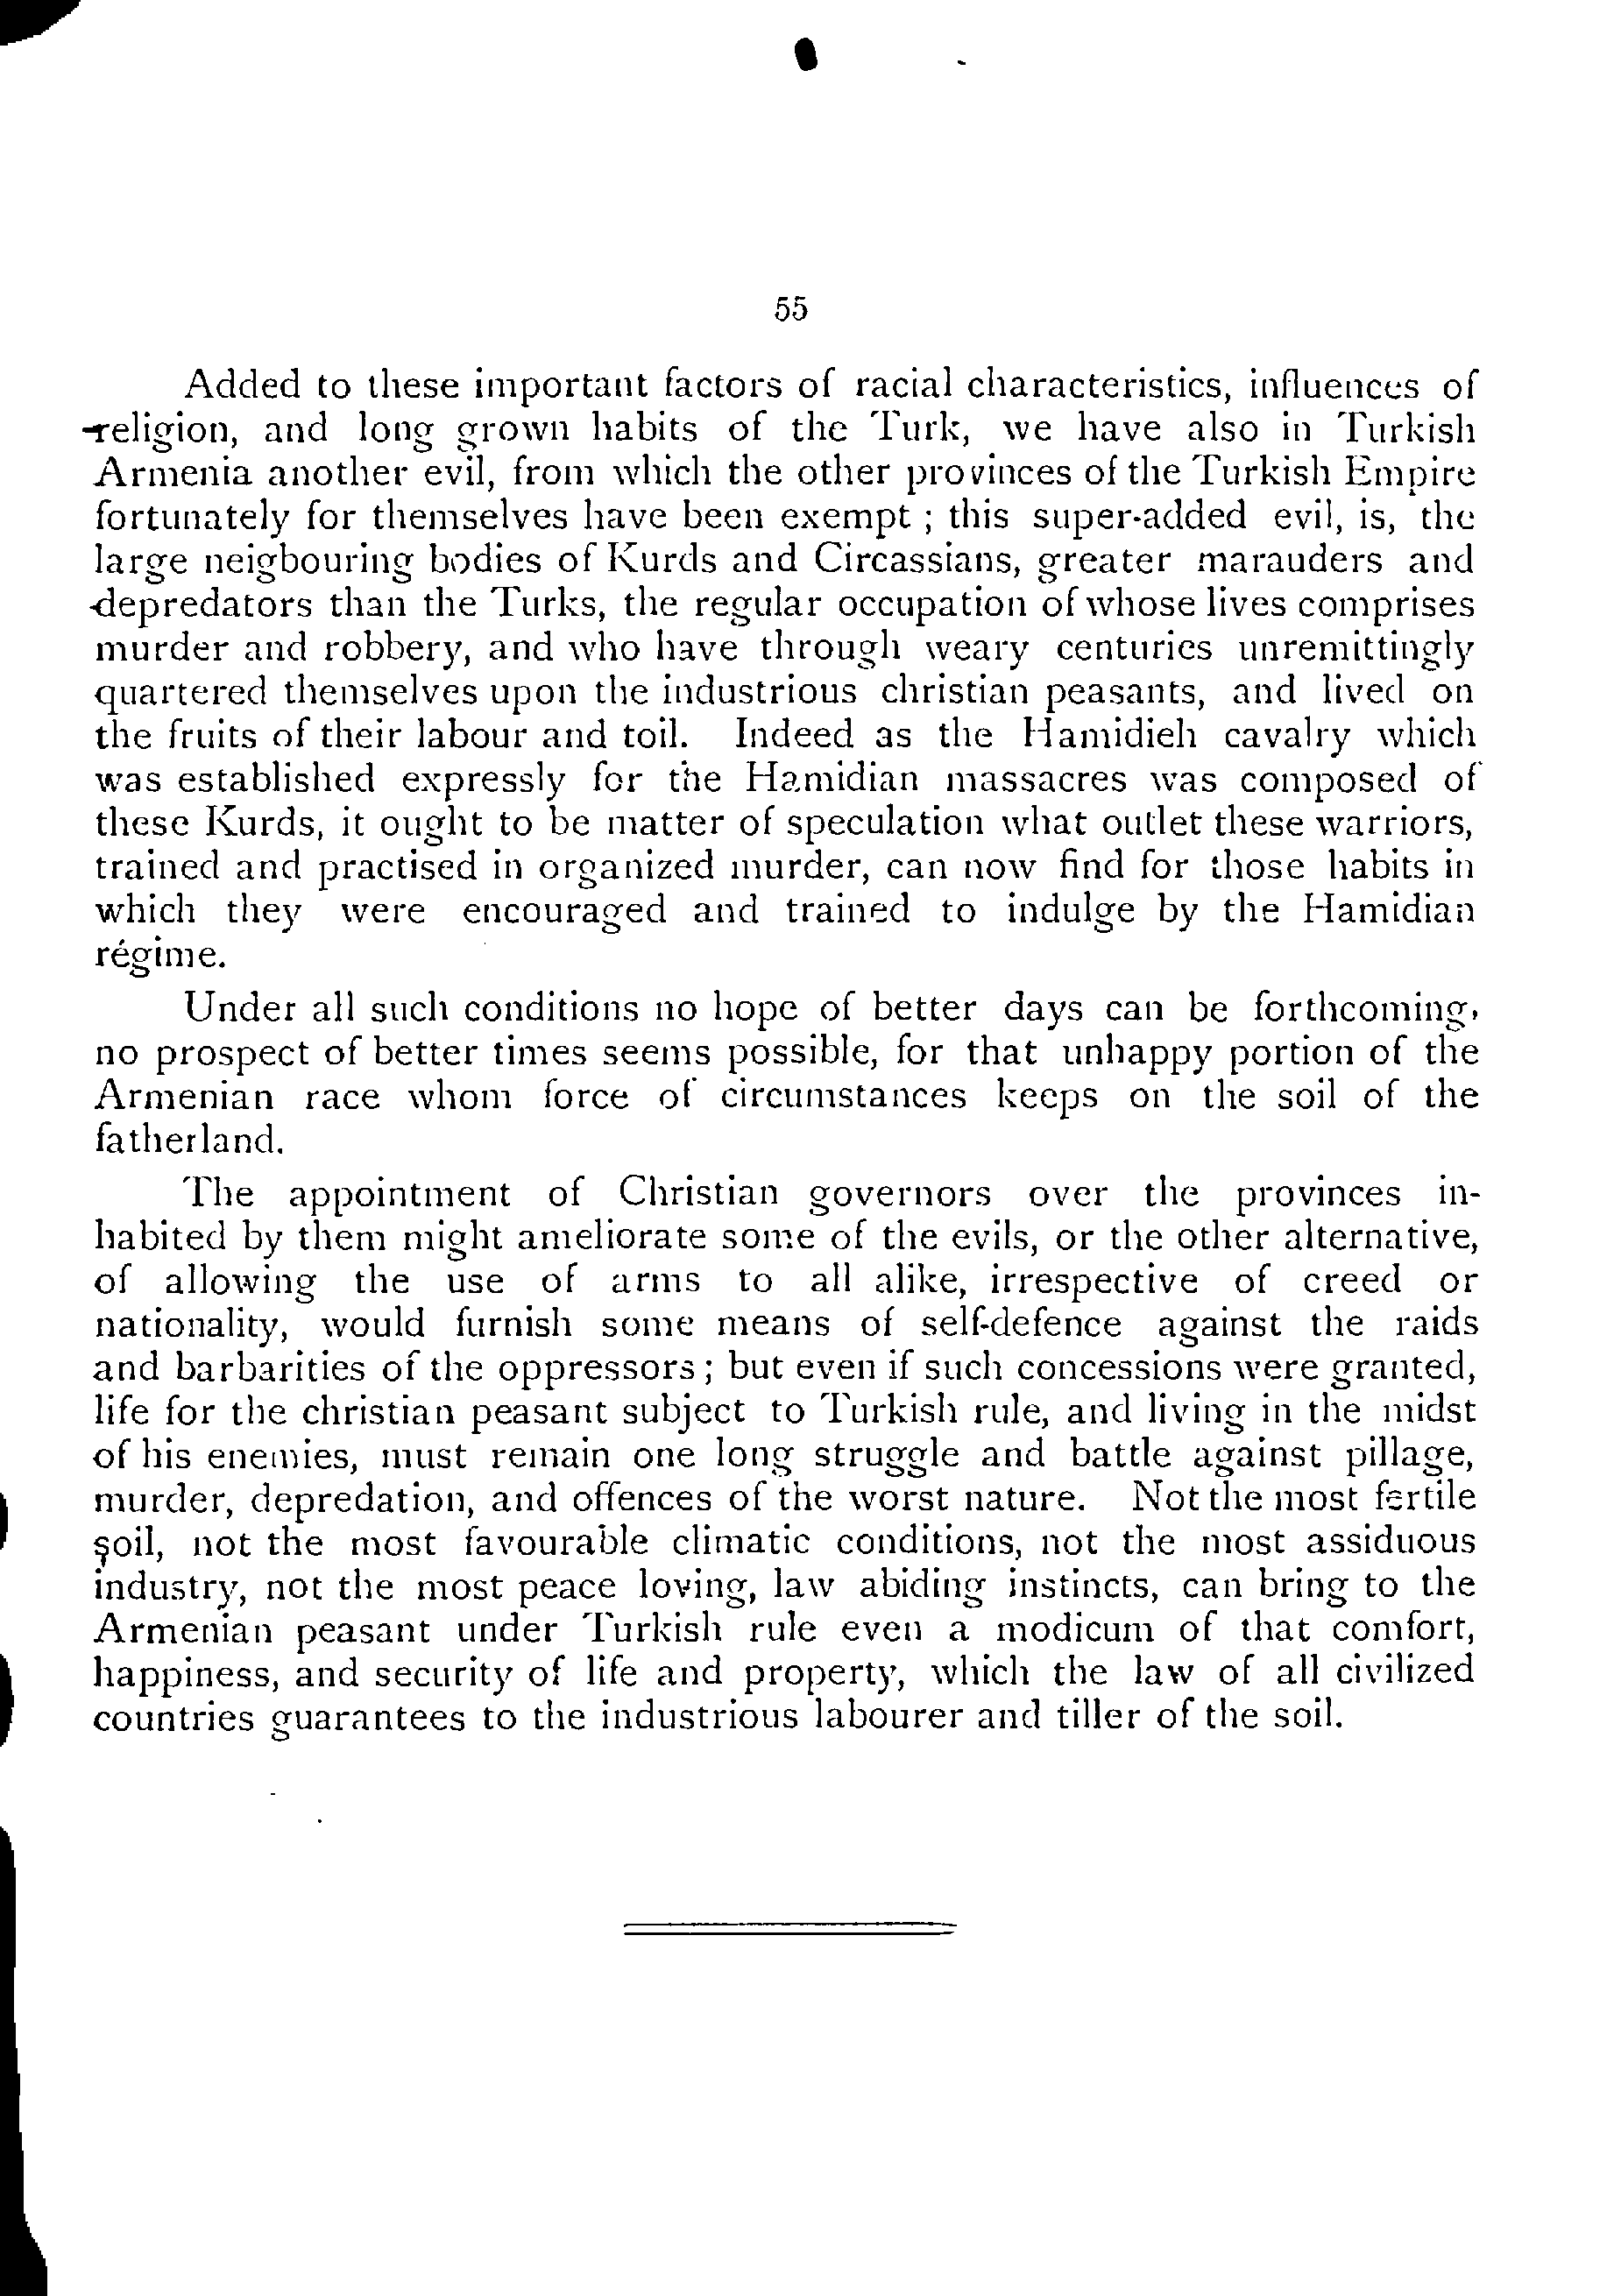 55
Added to these important factors of racial characteristics, influences of
religion, and long grown habits of the Turk, we have also in Turkish
Armenia another evil, from which the other provinces of the Turkish Empire
fortunately for themselves have been exempt ; this super-added evil, is, the
large neigbouring bodies of Kurds and Circassians, greater marauders and
depredators than the Turks, the regular occupation of whose lives comprises
murder and robbery, and who have through weary centuries unremittingly
quartered themselves upon the industrious christian peasants, and lived on
the fruits of their labour and toil. Indeed as the Hamidieh cavalry which
was established expressly for the Hamidian massacres was composed of
these Kurds, it ought to be matter of speculation what outlet these warriors,
trained and practised in organized murder, can now find for those habits in
which they were encouraged and trained to indulge by the Hamidian
régime.
Under all such conditions no hope of better days can be forthcoming,
no prospect of better times seems possible, for that unhappy portion of the
Armenian race whom force of circumstances keeps on the soil of the
fatherland.
The appointment of Christian governors over the provinces in-
habited by them might ameliorate some of the evils, or the other alternative,
of allowing the use of arms to all alike, irrespective of creed or
nationality, would furnish some means of self-defence against the raids
and barbarities of the oppressors ; but even if such concessions were granted,
life for the christian peasant subject to Turkish rule, and living in the midst
of his enemies, must remain one long struggle and battle against pillage,
murder, depredation, and offences of the worst nature. Not the most fertile
soil, not the most favourable climatic conditions, not the most assiduous
industry, not the most peace loving, law abiding instincts, can bring to the
Armenian peasant under Turkish rule even a modicum of that comfort,
happiness, and security of life and property, which the law of all civilized
countries guarantees to the industrious labourer and tiller of the soil.